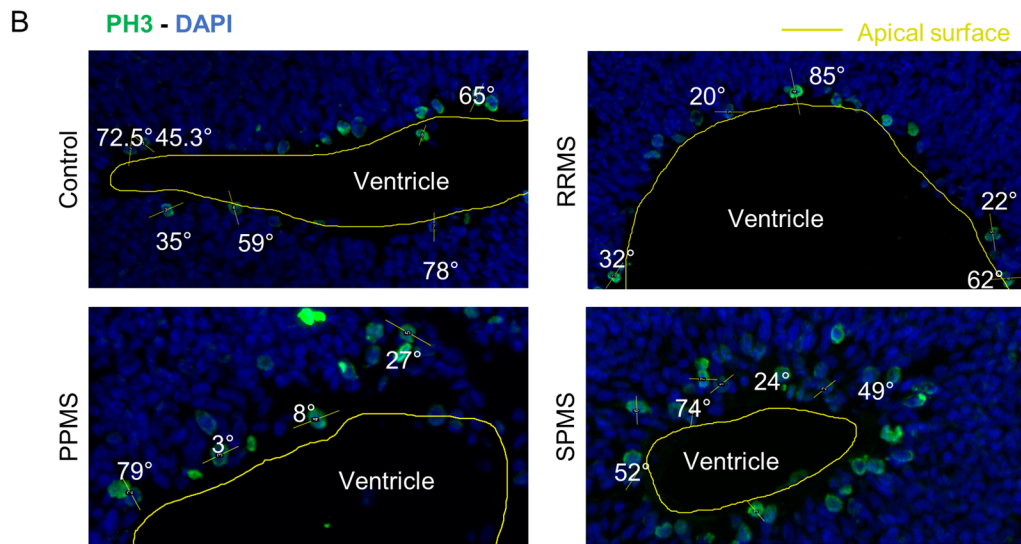 B
PH3 - DAPI
Apical surface
Control
65°
72.5° 45.3°
Ventricle
35°
59°
78°
RRMS
85°
20°
Ventricle
22°
32°
62°
PPMS
27°
8°
3°
79°
Ventricle
SPMS
24°
49°
74°
Ventricle
52°